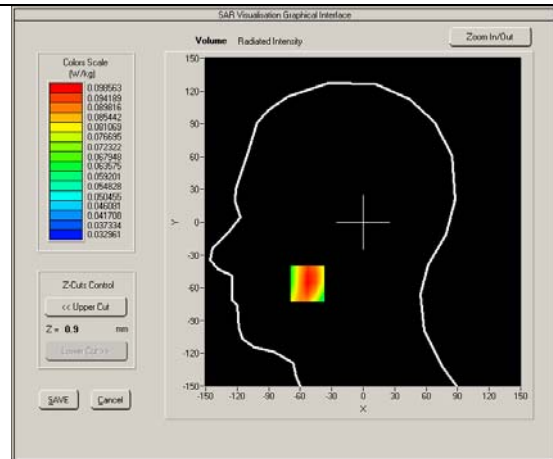 SAR Visualisation Graphical Interface
Volume Radiated Intensity
Zoom In/Out
Colors Scale
(W/kg)
0.098563
0.094189
0.089816
0.085442
0.081069
0.076695
0.072322
0.067948
0.063575
0.059201
0.054828
0.050455
0.046081
0.041708
0.037334
0.032961
Z-Cuts Control
<< Upper Cut
Z = 0.9 mm
Lower Cut >>
SAVE Cancel
150
120
90
60
30
Y 0
-30
-60
-90
-120
-150
-150 -120 -90 -60 -30 0 30 60 90 120 150
X